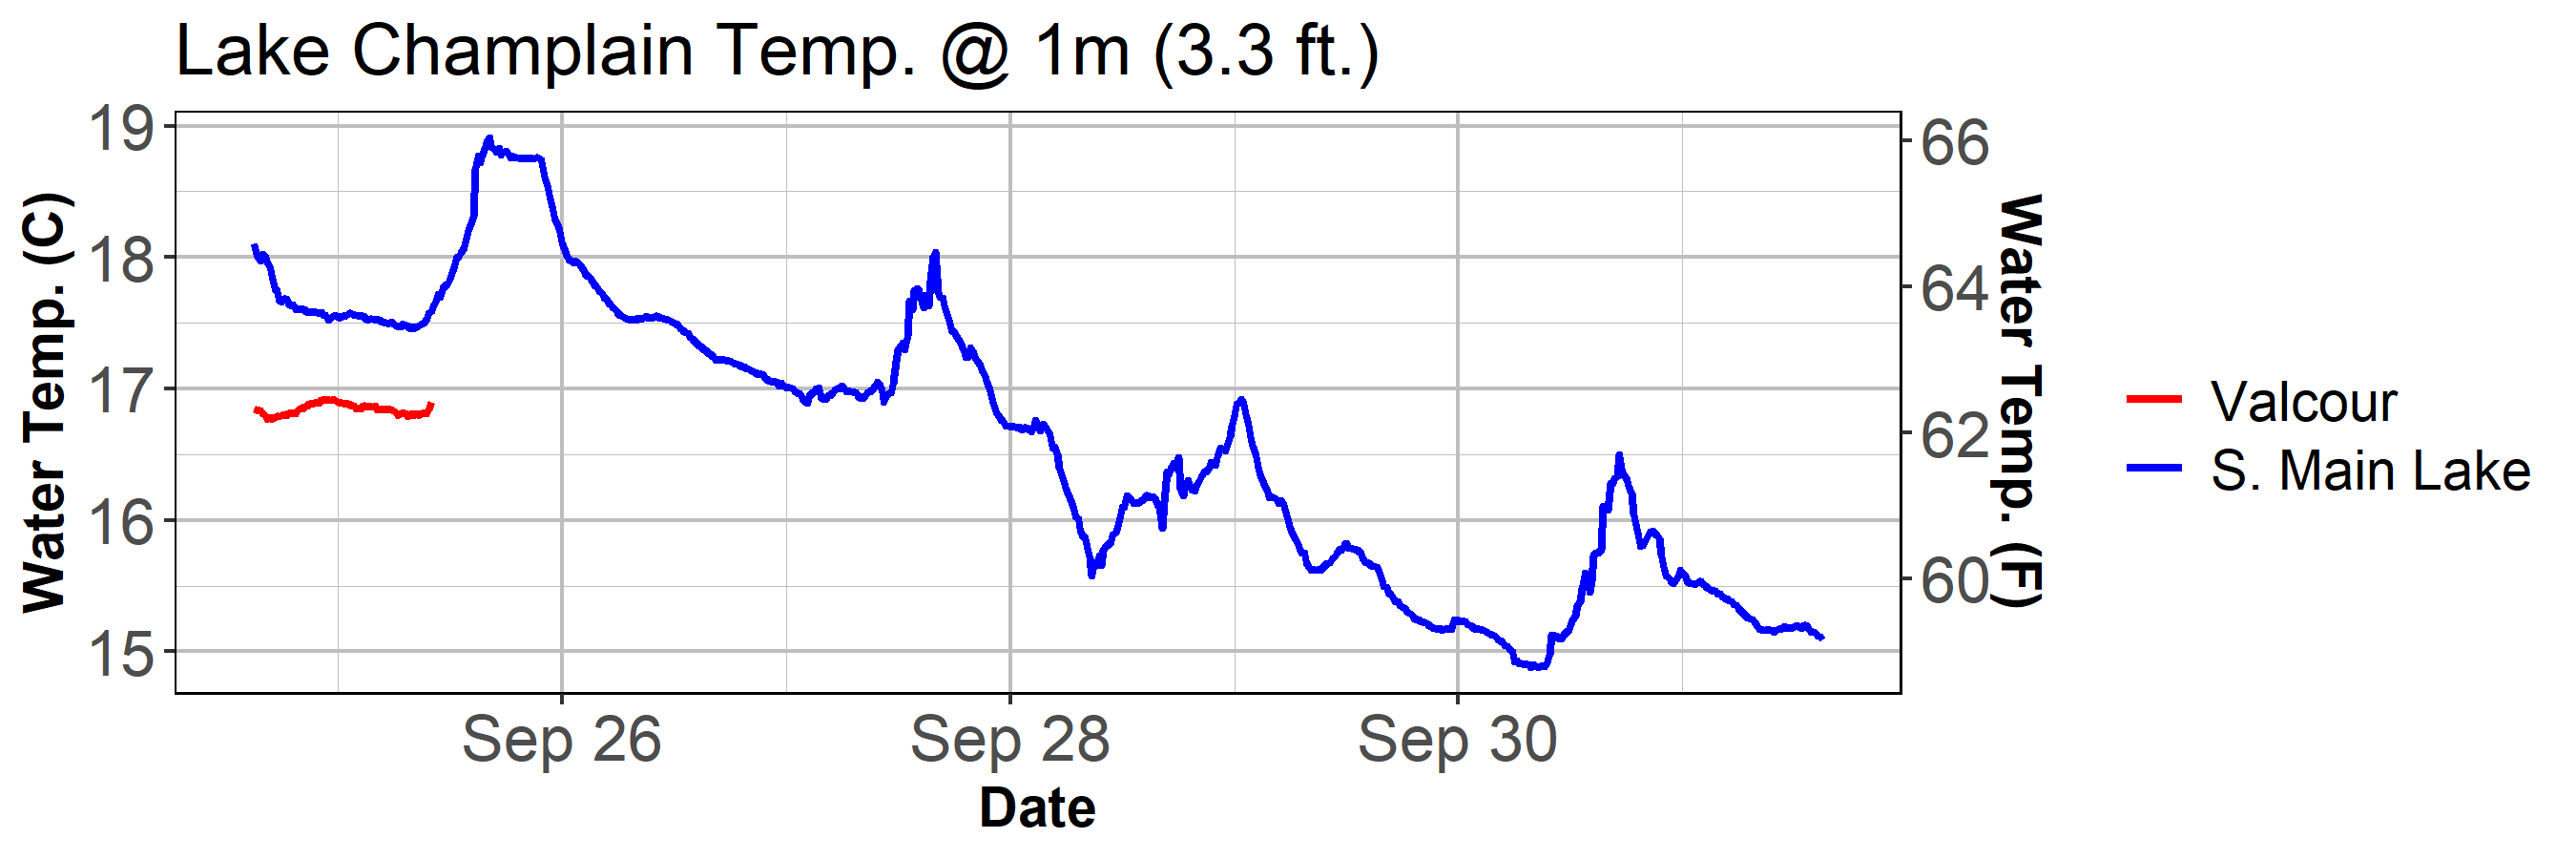 Lake Champlain Temp. @ 1m (3.3 ft.)
Water Temp. (C)
19
18
17
16
15
66
64
62
60
Water Temp. (F)
Sep 26
Sep 28
Sep 30
Date
Valcour
S. Main Lake